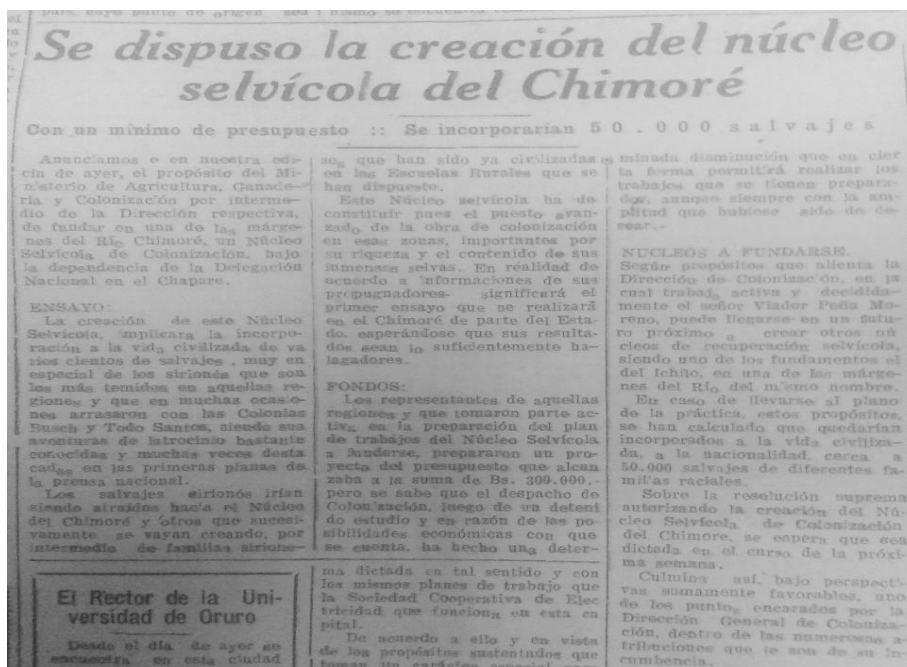 Se dispuso la creación del núcleo
selvícola del Chimoré
Con un mínimo de presupuesto :: Se incorporarían 50.000 salvajes
Anunciamos e en nuestra edi-
ción de ayer, el propósito del Mi-
nisterio de Agricultura, Ganade-
ría y Colonización por interme-
dio de la Dirección respectiva,
de fundar en una de las márge-
nes del Río Chimoré, un Núcleo
Selvícola de Colonización, bajo
la dependencia de la Delegación
Nacional en el Chapare.
ENSAYO:
La creación de este Núcleo
Selvícola, implicara la incorpo-
ración a la vida civilizada de va
rios cientos de salvajes, muy en
especial de los sirionós que son
los más temidos en aquellas re-
giones y que en muchas ocasio-
nes arrasaron con las Colonias
Busch y Todo Santos, siendo sus
aventuras de latrocinio bastante
conocidas y muchas veces desta
cadas en las primeras planas de
la prensa nacional.
Los salvajes sirionós irían
siendo atraídos hacia el Núcleo
del Chimoré y otros que sucesi-
vamente se vayan creando, por
intermedio de familias sirione-
ses que han sido ya civilizadas
en las Escuelas Rurales que se
han dispuesto.
Este Núcleo selvícola ha de
constituír pues el puesto avan-
zado de la obra de colonización
en esas zonas, importantes por
su riqueza y el contenido de sus
inmensas selvas. En realidad de
acuerdo a informaciones de sus
propugnadores significará el
primer ensayo que se realizará
en el Chimoré de parte del Esta-
do, esperándose que sus resulta-
dos sean lo suficientemente ha-
lagadores.
FONDOS:
Los representantes de aquellas
regiones y que tomaron parte ac-
tiva en la preparación del plan
de trabajos del Núcleo Selvícola
a fundarse, prepararon un pro-
yecto del presupuesto que alcan
zaba a la suma de Bs. 300.000.-
pero se sabe que el despacho de
Colonización, luego de un deteni
do estudio y en razón de las po-
sibilidades económicas con que
se cuenta, ha hecho una deter-
minada disminución que en cier
ta forma permitirá realizar los
trabajos que se tienen prepara-
dos, aunque siempre con la am-
plitud que hubiese sido de de-
sear.-
NUCLEOS A FUNDARSE.
Según propósitos que alienta la
Dirección de Colonización, en la
cual trabaja activa y decidida-
mente el señor Vlador Peña Mo-
reno, puede llegarse en un futu-
ro próximo a crear otros nú
cleos de recuperación selvícola,
siendo uno de los fundamentos el
del Ichilo, en una de las márge-
nes del Río del mismo nombre.
En caso de llevarse al plano
de la práctica, estos propósitos,
se han calculado que quedarían
incorporados a la vida civiliza-
da, a la nacionalidad, cerca a
50.000 salvajes de diferentes fa-
milias raciales.
Sobre la resolución suprema
autorizando la creación del Nú-
cleo Selvícola de Colonización
del Chimore, se espera que sea
dictada en el curso de la próxi-
ma semana.
Culmina así, bajo perspecti-
vas sumamente favorables, uno
de los puntos encarados por la
Dirección General de Coloniza-
ción, dentro de las numerosas a-
tribuciones que le son de su in-
cumbencia.
El Rector de la Uni-
versidad de Oruro
Desde el día de ayer se
encuentra en esta ciudad
ma dictada en tal sentido y con
los mismos planes de trabajo que
la Sociedad Cooperativa de Elec
tricidad que funciona en esta ca
pital.
De acuerdo a ello y en vista
de los propósitos sustentados que